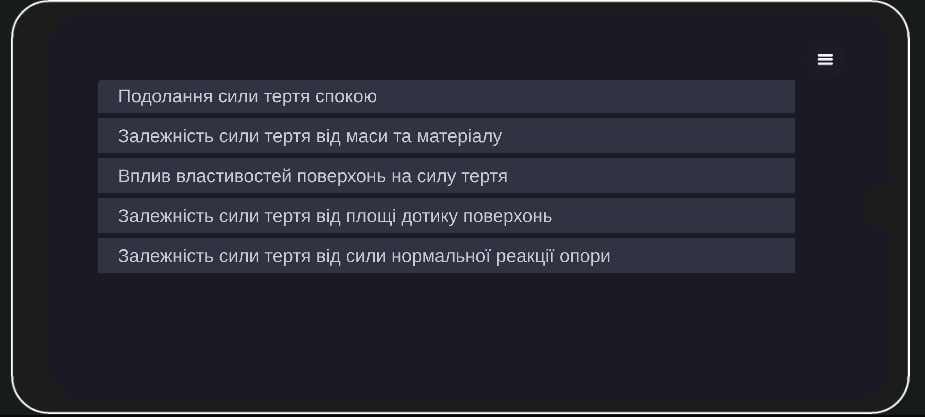 Подолання сили тертя спокою
Залежність сили тертя від маси та матеріалу
Вплив властивостей поверхонь на силу тертя
Залежність сили тертя від площі дотику поверхонь
Залежність сили тертя від сили нормальної реакції опори